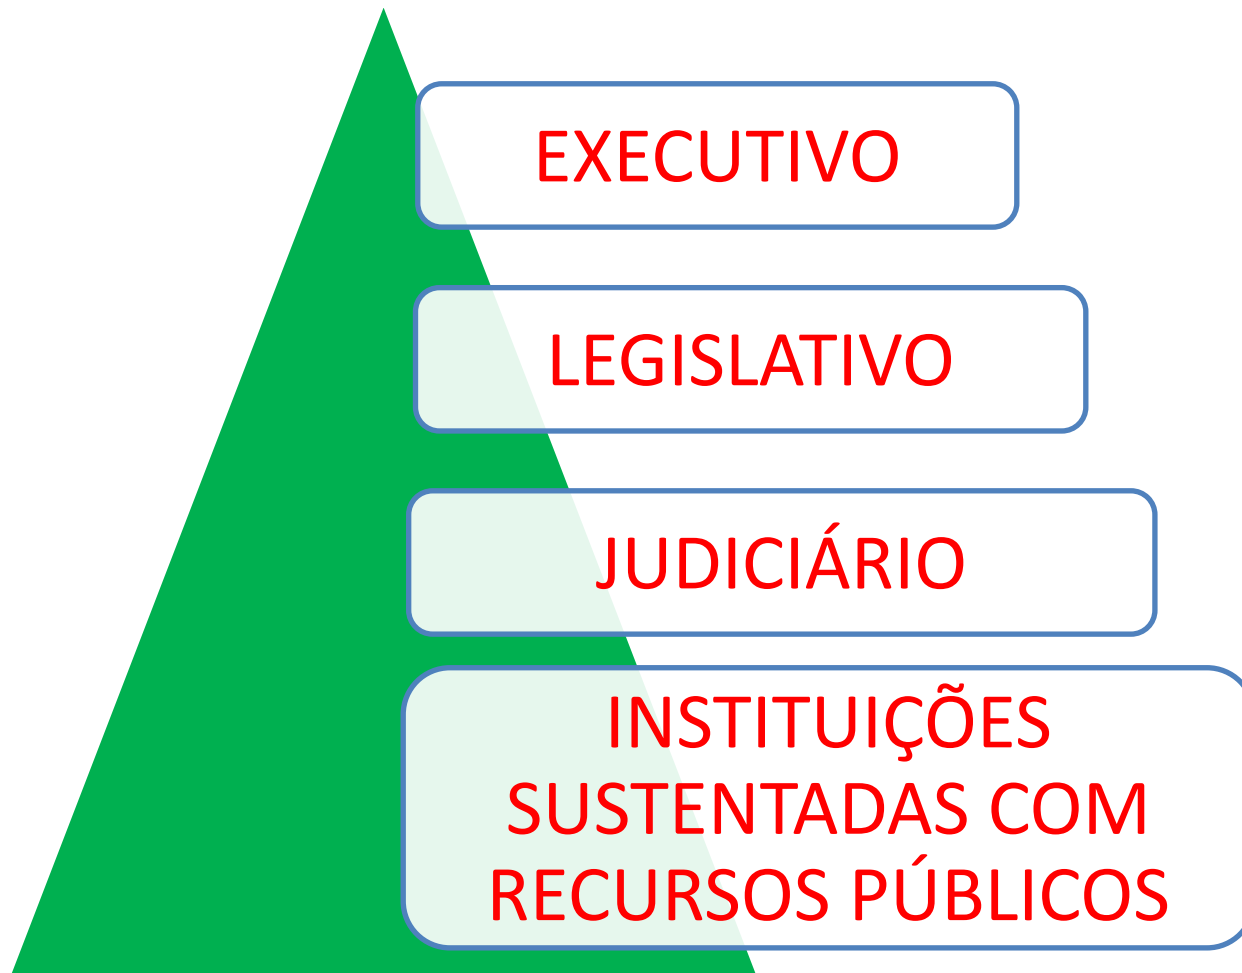 EXECUTIVO
LEGISLATIVO
JUDICIÁRIO
INSTITUIÇÕES
SUSTENTADAS COM
RECURSOS PÚBLICOS